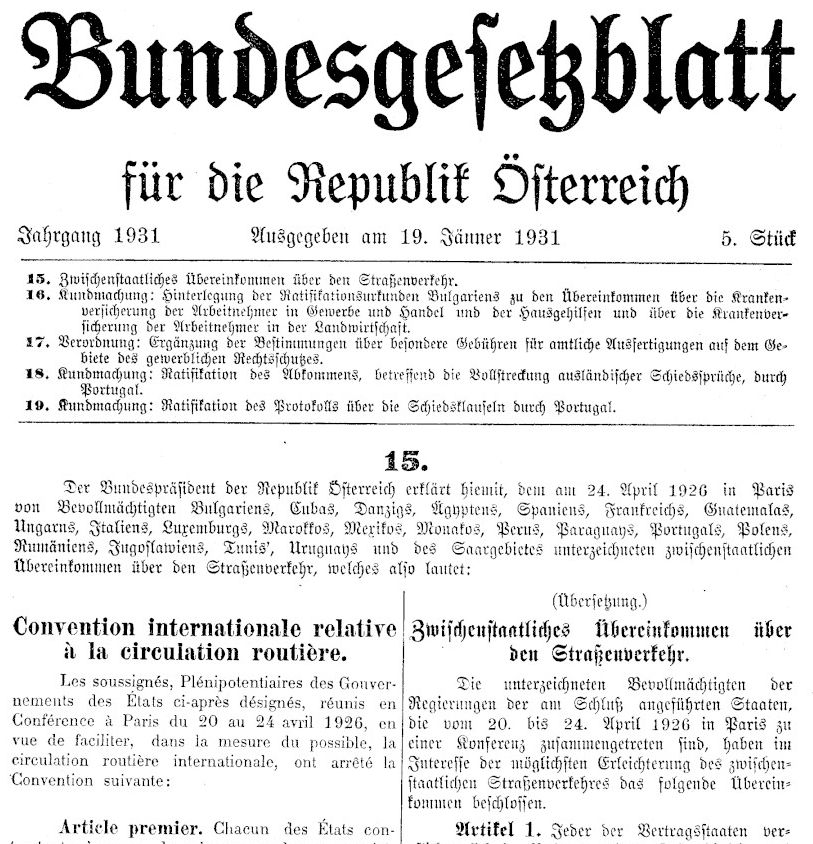 Bundesgesetzblatt
für die Republik Österreich
Jahrgang 1931 Ausgegeben am 19. Jänner 1931 5. Stück
15. Zwischenstaatliches Übereinkommen über den Straßenverkehr.
16. Kundmachung: Hinterlegung der Ratifikationsurkunden Bulgariens zu den Übereinkommen über die Kranken-
versicherung der Arbeitnehmer in Gewerbe und Handel und der Hausgehilfen und über die Krankenver-
sicherung der Arbeitnehmer in der Landwirtschaft.
17. Verordnung: Ergänzung der Bestimmungen über besondere Gebühren für amtliche Ausfertigungen auf dem Ge-
biete des gewerblichen Rechtsschutzes.
18. Kundmachung: Ratifikation des Abkommens, betreffend die Vollstreckung ausländischer Schiedssprüche, durch
Portugal.
19. Kundmachung: Ratifikation des Protokolls über die Schiedsklauseln durch Portugal.
15.
Der Bundespräsident der Republik Österreich erklärt hiemit, dem am 24. April 1926 in Paris
von Bevollmächtigten Bulgariens, Cubas, Danzigs, Ägyptens, Spaniens, Frankreichs, Guatemalas,
Ungarns, Italiens, Luxemburgs, Marokkos, Mexikos, Monakos, Perus, Paraguays, Portugals, Polens,
Rumäniens, Jugoslawiens, Tunis', Uruguays und des Saargebietes unterzeichneten zwischenstaatlichen
Übereinkommen über den Straßenverkehr, welches also lautet:
Convention internationale relative
à la circulation routière.
Les soussignés, Plénipotentiaires des Gouver-
nements des États ci-après désignés, réunis en
Conférence à Paris du 20 au 24 avril 1926, en
vue de faciliter, dans la mesure du possible, la
circulation routière internationale, ont arrêté la
Convention suivante:
Article premier. Chacun des États con-
(Übersetzung.)
Zwischenstaatliches Übereinkommen über
den Straßenverkehr.
Die unterzeichneten Bevollmächtigten der
Regierungen der am Schluß angeführten Staaten,
die vom 20. bis 24. April 1926 in Paris zu
einer Konferenz zusammengetreten sind, haben im
Interesse der möglichsten Erleichterung des zwischen-
staatlichen Straßenverkehres das folgende Überein-
kommen beschlossen.
Artikel 1. Jeder der Vertragsstaaten ver-